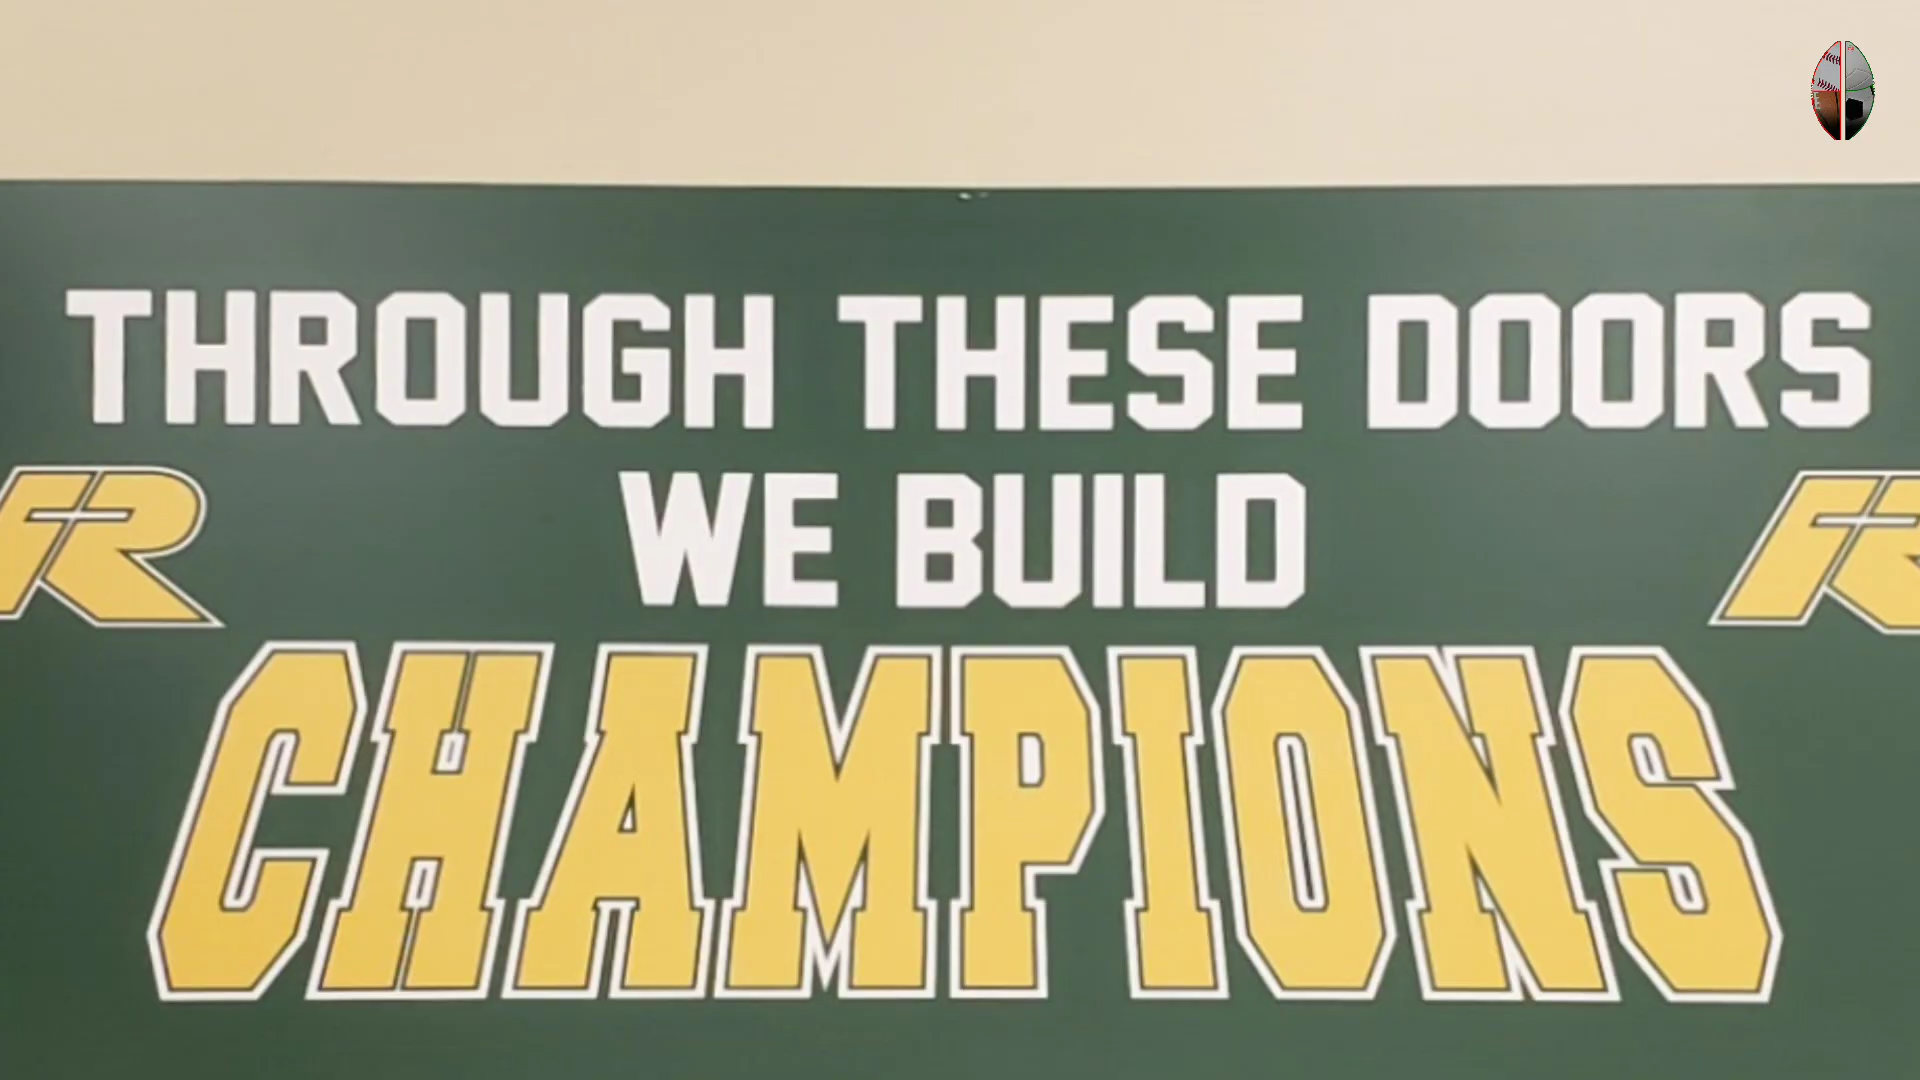 THROUGH THESE DOORS
WE BUILD
R R
CHAMPIONS